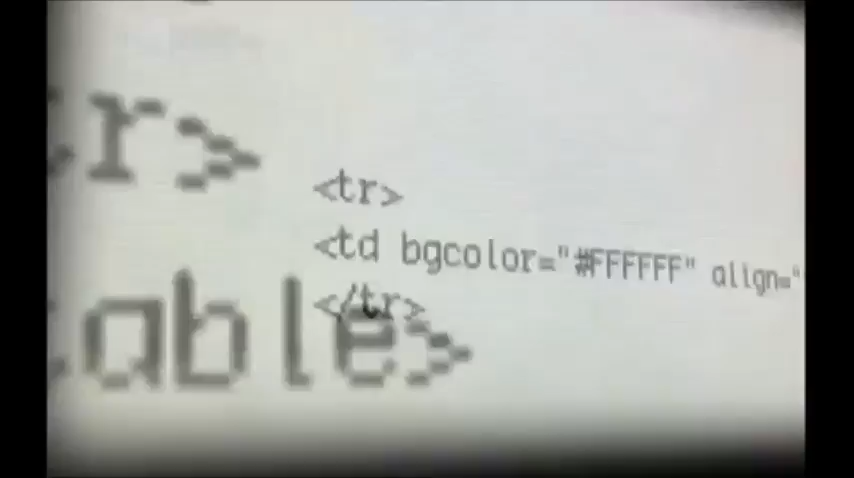 r>
<tr>
<td bgcolor="#FFFFFF" align="
</tr>
able>